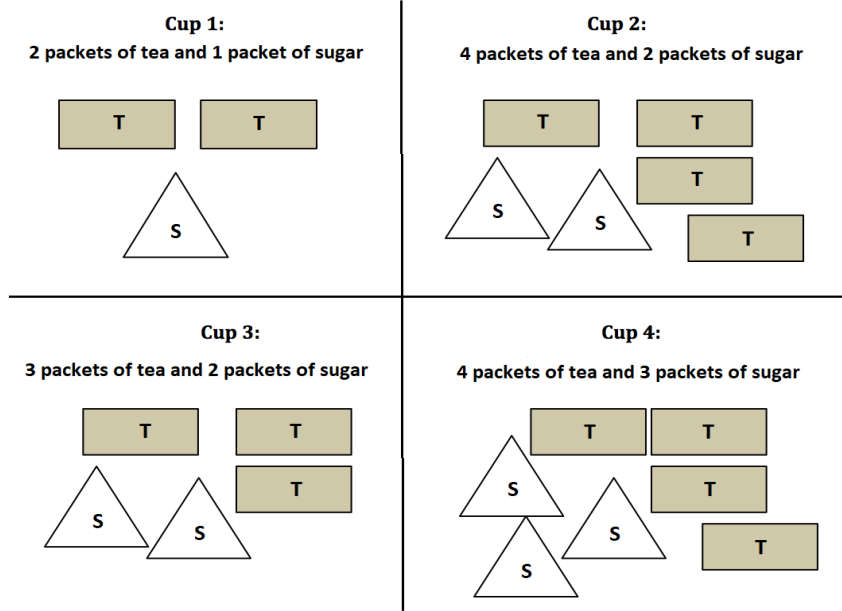 Cup 1:
2 packets of tea and 1 packet of sugar
T T
S
Cup 2:
4 packets of tea and 2 packets of sugar
T T
T
S S
T
Cup 3:
3 packets of tea and 2 packets of sugar
T T
T
S S
Cup 4:
4 packets of tea and 3 packets of sugar
T T
S T
S T
S